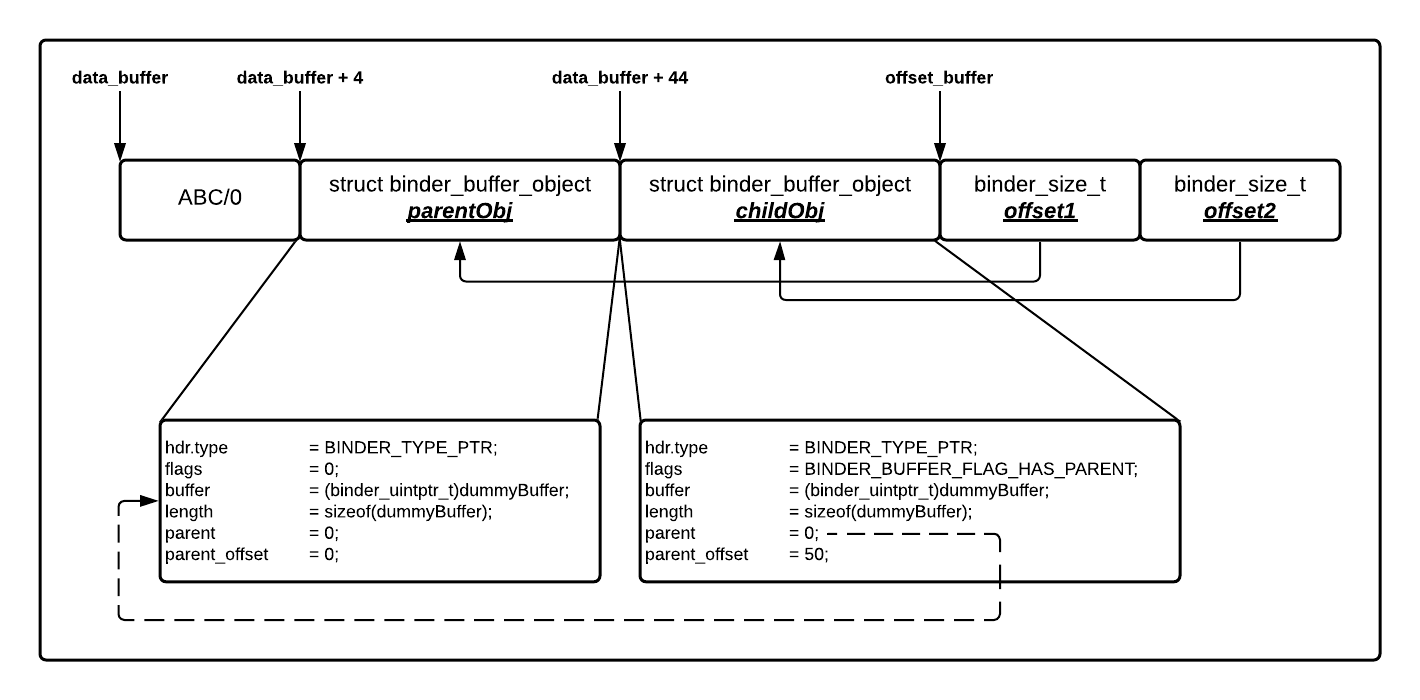 data_buffer
data_buffer + 4
data_buffer + 44
offset_buffer
ABC/0
struct binder_buffer_object
parentObj
struct binder_buffer_object
childObj
binder_size_t
offset1
binder_size_t
offset2
hdr.type = BINDER_TYPE_PTR;
flags = 0;
buffer = (binder_uintptr_t)dummyBuffer;
length = sizeof(dummyBuffer);
parent = 0;
parent_offset = 0;
hdr.type = BINDER_TYPE_PTR;
flags = BINDER_BUFFER_FLAG_HAS_PARENT;
buffer = (binder_uintptr_t)dummyBuffer;
length = sizeof(dummyBuffer);
parent = 0;
parent_offset = 50;